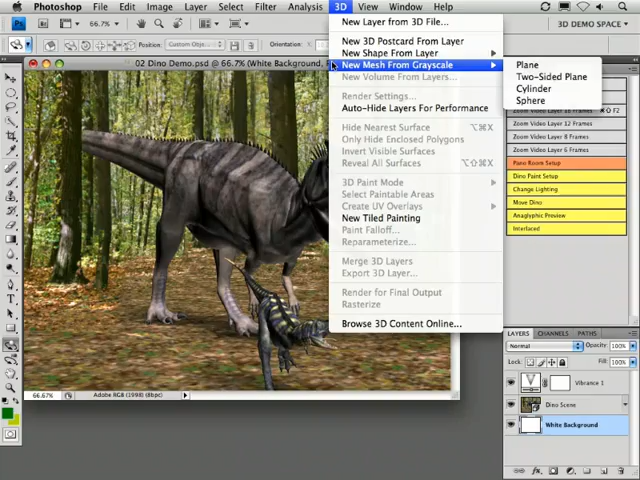 Photoshop File Edit Image Layer Select Filter Analysis 3D View Window Help
66.7% 3D DEMO SPACE
Orientation:
02 Dino Demo.psd @ 66.7% (White Background,
New Layer from 3D File...
New 3D Postcard From Layer
New Shape From Layer
New Mesh From Grayscale
New Volume From Layers...
Render Settings...
Auto-Hide Layers For Performance
Hide Nearest Surface ⌥⌘X
Only Hide Enclosed Polygons
Invert Visible Surfaces
Reveal All Surfaces ⌥⇧⌘X
3D Paint Mode
Select Paintable Areas
Create UV Overlays
New Tiled Painting
Paint Falloff...
Reparameterize...
Merge 3D Layers
Export 3D Layer...
Render for Final Output
Rasterize
Browse 3D Content Online...
Plane
Two-Sided Plane
Cylinder
Sphere
Zoom Video Layer 12 Frames
Zoom Video Layer 8 Frames
Zoom Video Layer 6 Frames
Pano Room Setup
Dino Paint Setup
Change Lighting
Move Dino
Anaglyphic Preview
Interlaced
LAYERS CHANNELS PATHS
Normal Opacity: 100%
Lock: Fill: 100%
Vibrance 1
Dino Scene
White Background
66.67% Adobe RGB (1998) (8bpc)